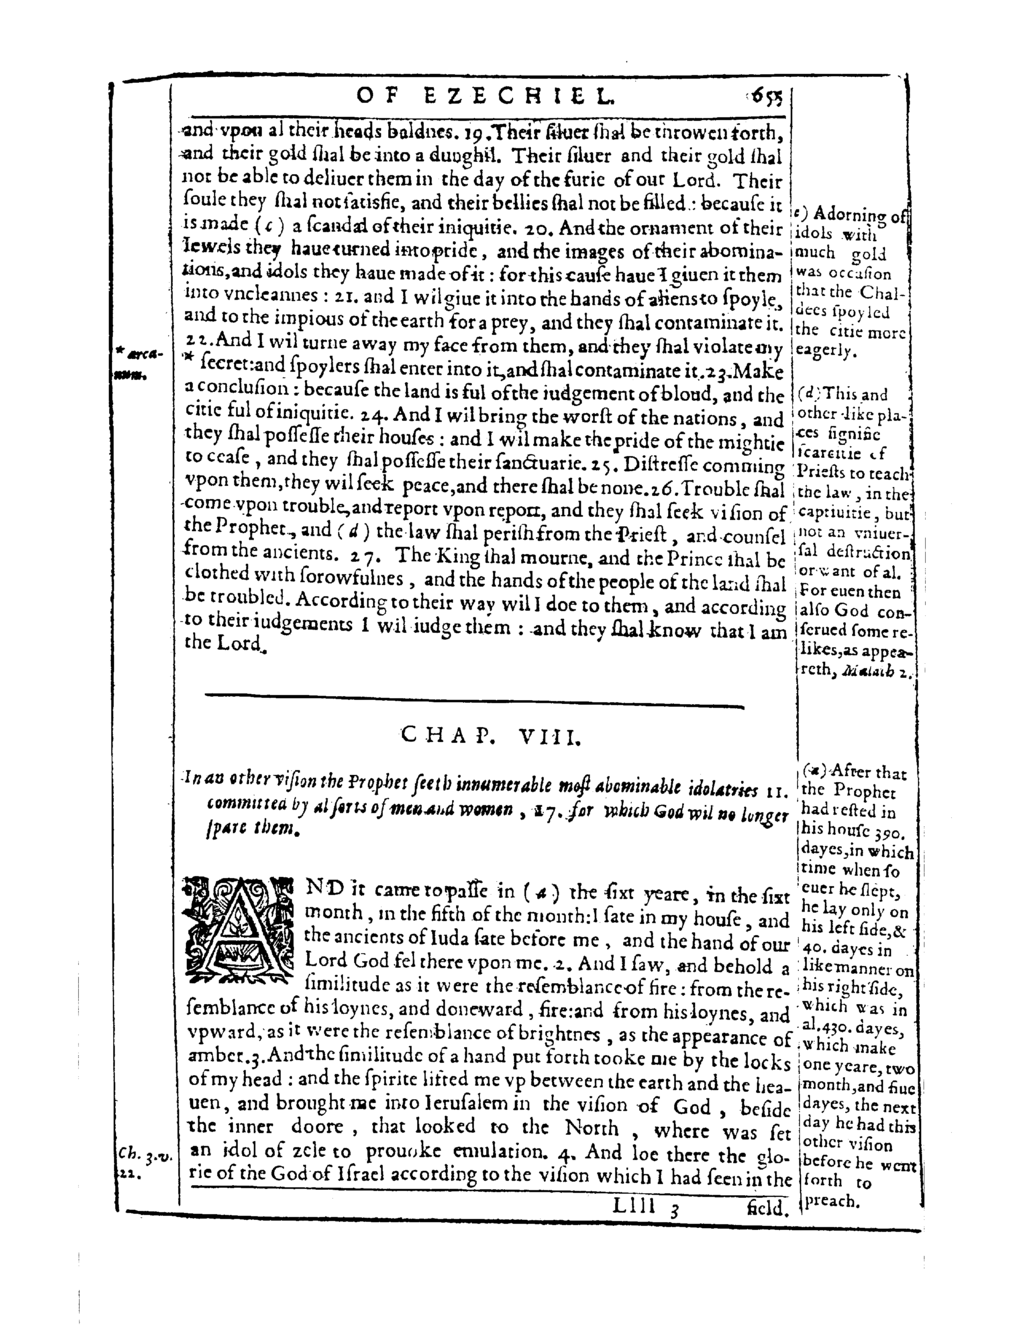 OF EZECHIEL. 655
and vpon al their heads baldnes. 19. Their ſiluer ſhal be throwen forth,
and their gold ſhal be into a dunghil. Their ſiluer and their gold ſhal
not be able to deliuer them in the day of the furie of our Lord. Their
ſoule they ſhal not ſatisfie, and their bellies ſhal not be filled: becauſe it
is made (c) a ſcandal of their iniquitie. 20. And the ornament of their
Iewels they haue turned into pride, and the images of their abomina-
tions, and idols they haue made of it: for this cauſe haue I giuen it them
into vncleannes: 21. and I wil giue it into the hands of aliens to ſpoyle,
and to the impious of the earth for a prey, and they ſhal contaminate it.
22. And I wil turne away my face from them, and they ſhal violate my
* ſecret: and ſpoylers ſhal enter into it, and ſhal contaminate it. 23. Make
a concluſion: becauſe the land is ful of the iudgement of bloud, and the
citie ful of iniquitie. 24. And I wil bring the worſt of the nations, and
they ſhal poſſeſſe their houſes: and I wil make the pride of the mightie
to ceaſe, and they ſhal poſſeſſe their ſanctuarie. 25. Diſtreſſe comming
vpon them, they wil ſeek peace, and there ſhal be none. 26. Trouble ſhal
come vpon trouble, and report vpon report, and they ſhal ſeek viſion of
the Prophet, and (d) the law ſhal periſh from the Prieſt, and counſel
from the ancients. 27. The King ſhal mourne, and the Prince ſhal be
clothed with ſorowfulnes, and the hands of the people of the land ſhal
be troubled. According to their way wil I doe to them, and according
to their iudgements I wil iudge them: and they ſhal know that I am
the Lord.
* arca-
num.
c) Adorning of
idols with
much gold
was occaſion
that the Chal-
dees ſpoyled
the citie more
eagerly.
(d) This and
other like pla-
ces ſignifie
ſcarcitie of
Prieſts to teach
the law, in the
captiuitie, but
not an vniuer-
ſal deſtruction
or want of al.
For euen then
alſo God con-
ſerued ſome re-
likes, as appea-
reth, Malach 2.
CHAP. VIII.
In an other viſion the Prophet ſeeth innumerable moſt abominable idolatries 11.
committed by al ſorts of men and women, 17. for which God wil no longer
ſpare them.
AND it came to paſſe in (a) the ſixt yeare, in the ſixt
month, in the fifth of the month: I ſate in my houſe, and
the ancients of Iuda ſate before me, and the hand of our
Lord God fel there vpon me. 2. And I ſaw, and behold a
ſimilitude as it were the reſemblance of fire: from the re-
ſemblance of his loynes, and doneward, fire: and from his loynes, and
vpward, as it were the reſemblance of brightnes, as the appearance of
amber. 3. And the ſimilitude of a hand put forth tooke me by the locks
of my head: and the ſpirite lifted me vp between the earth and the hea-
uen, and brought me into Ieruſalem in the viſion of God, beſide
the inner doore, that looked to the North, where was ſet
an idol of zele to prouoke emulation. 4. And loe there the glo-
rie of the God of Iſrael according to the viſion which I had ſeen in the
Ch. 3. v.
22.
(a) After that
the Prophet
had reſted in
his houſe 390.
dayes, in which
time when ſo
euer he ſlept,
he lay only on
his left ſide, &
40. dayes in
like manner on
his right ſide,
which was in
al. 430. dayes,
which make
one yeare, two
month, and fiue
dayes, the next
day he had this
other viſion
before he went
forth to
preach.
Llll 3 field.